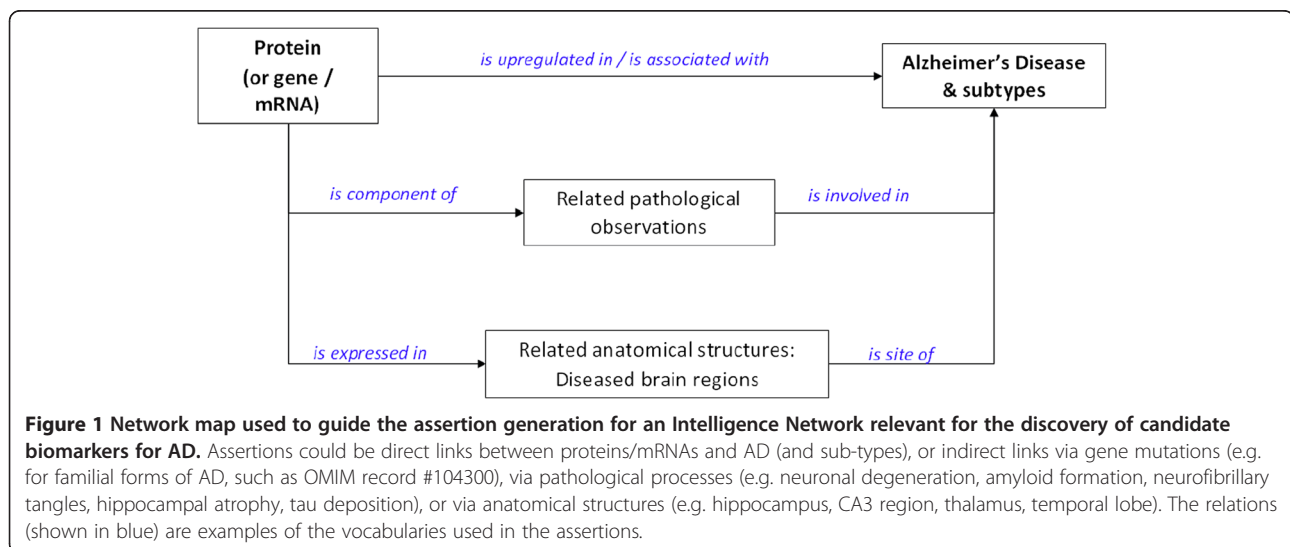 Protein
(or gene /
mRNA)
is upregulated in / is associated with
Alzheimer's Disease
& subtypes
is component of
Related pathological
observations
is involved in
is expressed in
Related anatomical structures:
Diseased brain regions
is site of
Figure 1 Network map used to guide the assertion generation for an Intelligence Network relevant for the discovery of candidate
biomarkers for AD. Assertions could be direct links between proteins/mRNAs and AD (and sub-types), or indirect links via gene mutations (e.g.
for familial forms of AD, such as OMIM record #104300), via pathological processes (e.g. neuronal degeneration, amyloid formation, neurofibrillary
tangles, hippocampal atrophy, tau deposition), or via anatomical structures (e.g. hippocampus, CA3 region, thalamus, temporal lobe). The relations
(shown in blue) are examples of the vocabularies used in the assertions.